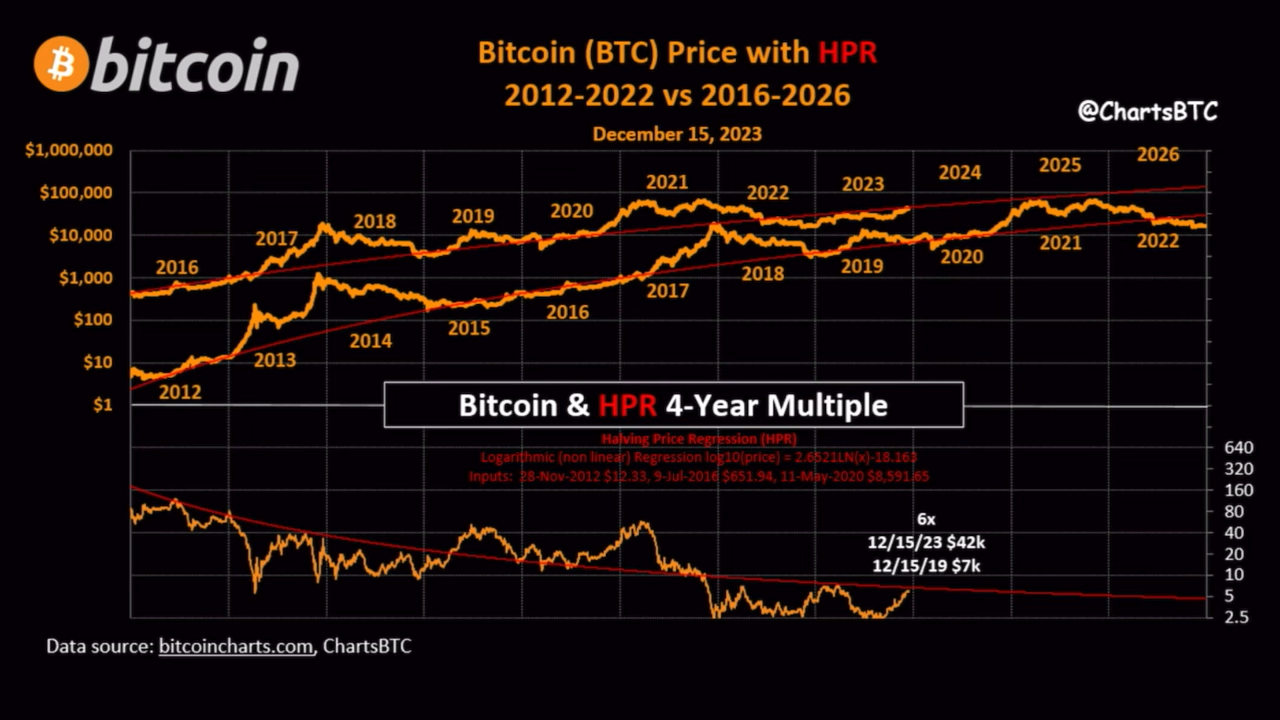 bitcoin
Bitcoin (BTC) Price with HPR
2012-2022 vs 2016-2026
December 15, 2023
@ChartsBTC
$1,000,000
$100,000
$10,000
$1,000
$100
$10
$1
2016
2017
2018
2019
2020
2021
2022
2023
2024
2025
2026
2012
2013
2014
2015
2016
2017
2018
2019
2020
2021
2022
Bitcoin & HPR 4-Year Multiple
Halving Price Regression (HPR)
Logarithmic (non linear) Regression log10(price) = 2.6521LN(x)-18.163
Inputs: 28-Nov-2012 $12.33, 9-Jul-2016 $651.94, 11-May-2020 $8,591.65
640
320
160
80
40
20
10
5
2.5
6x
12/15/23 $42k
12/15/19 $7k
Data source: bitcoincharts.com, ChartsBTC